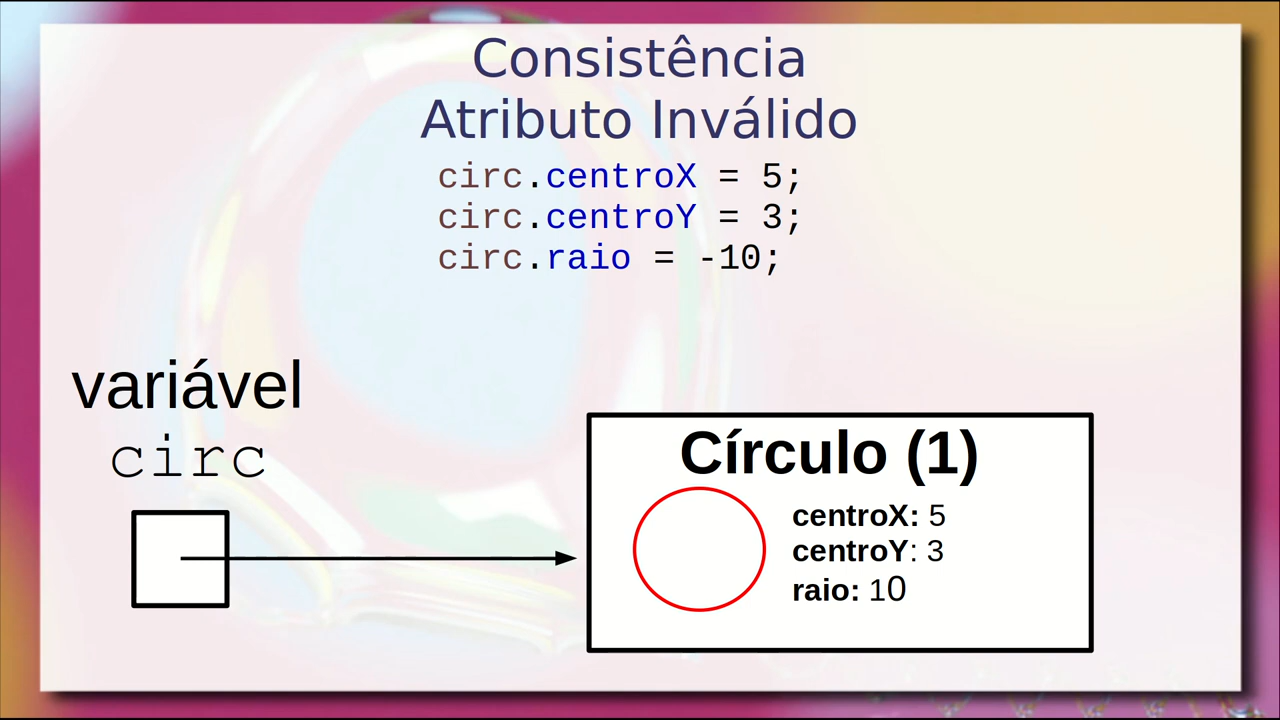 Consistência
Atributo Inválido
circ.centroX = 5;
circ.centroY = 3;
circ.raio = -10;
variável
circ
Círculo (1)
centroX: 5
centroY: 3
raio: 10